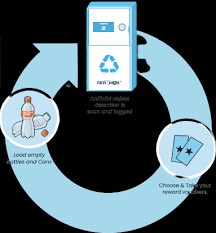 Artificial object
detection is
scan and logged
Load empty
bottles and Cans
Choose & Take your
reward vouchers.